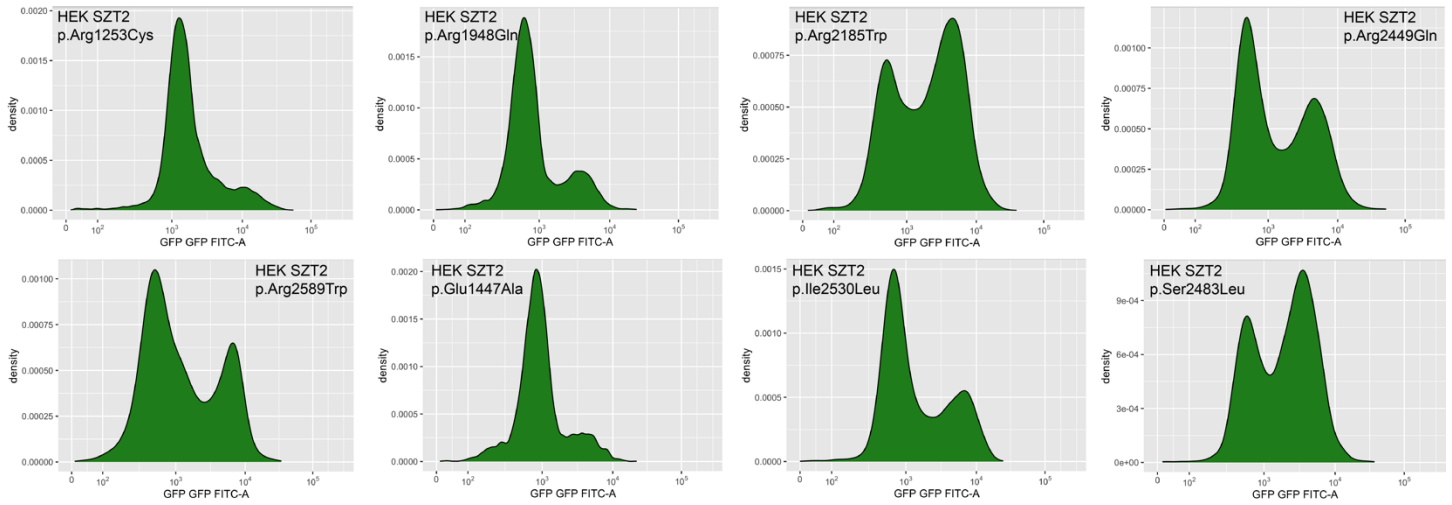 HEK SZT2
p.Arg1253Cys
0.0020
0.0015
0.0010
0.0005
0.0000
density
0 10² 10³ 10⁴ 10⁵
GFP GFP FITC-A
HEK SZT2
p.Arg1948Gln
0.0015
0.0010
0.0005
0.0000
density
0 10² 10³ 10⁴ 10⁵
GFP GFP FITC-A
HEK SZT2
p.Arg2185Trp
0.00075
0.00050
0.00025
0.00000
density
0 10² 10³ 10⁴ 10⁵
GFP GFP FITC-A
HEK SZT2
p.Arg2449Gln
0.00100
0.00075
0.00050
0.00025
0.00000
density
0 10² 10³ 10⁴ 10⁵
GFP GFP FITC-A
HEK SZT2
p.Arg2589Trp
0.00100
0.00075
0.00050
0.00025
0.00000
density
0 10² 10³ 10⁴ 10⁵
GFP GFP FITC-A
HEK SZT2
p.Glu1447Ala
0.0020
0.0015
0.0010
0.0005
0.0000
density
0 10² 10³ 10⁴ 10⁵
GFP GFP FITC-A
HEK SZT2
p.Ile2530Leu
0.0015
0.0010
0.0005
0.0000
density
0 10² 10³ 10⁴ 10⁵
GFP GFP FITC-A
HEK SZT2
p.Ser2483Leu
9e-04
6e-04
3e-04
0e+00
density
0 10² 10³ 10⁴ 10⁵
GFP GFP FITC-A